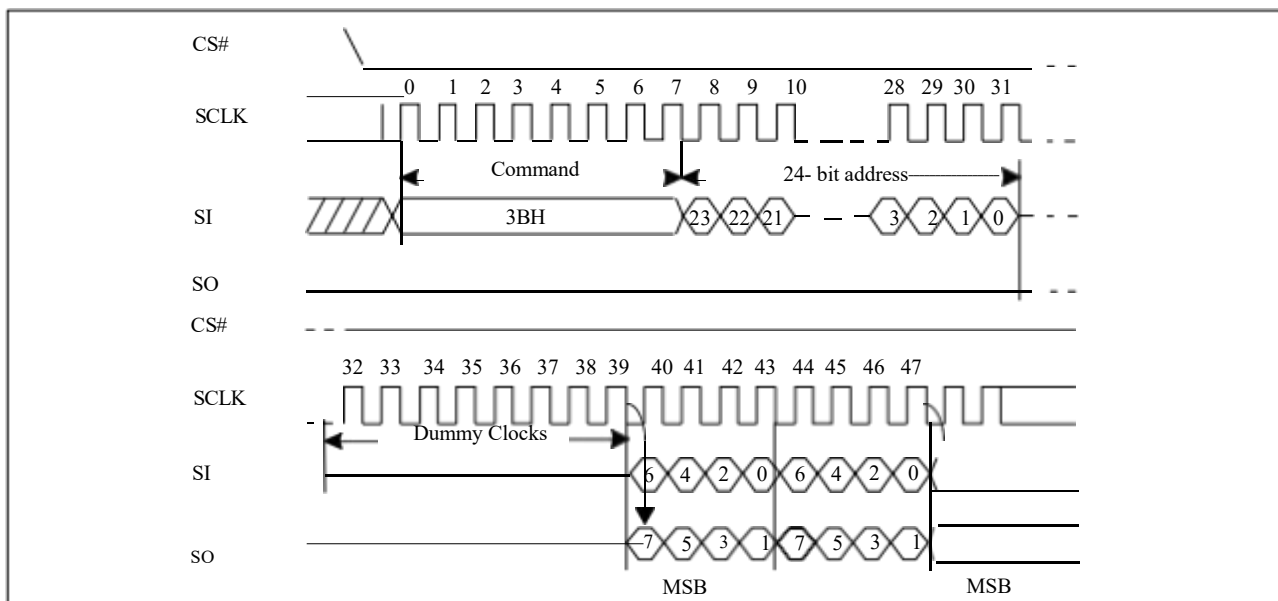 CS#
0 1 2 3 4 5 6 7 8 9 10 28 29 30 31
SCLK
Command 24- bit address
SI 3BH 23 22 21 3 2 1 0
SO
CS#
32 33 34 35 36 37 38 39 40 41 42 43 44 45 46 47
SCLK
Dummy Clocks
SI 6 4 2 0 6 4 2 0
SO 7 5 3 1 7 5 3 1
MSB MSB